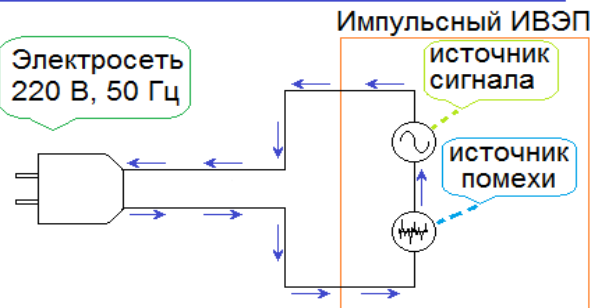 Импульсный ИВЭП
Электросеть
220 В, 50 Гц
источник
сигнала
источник
помехи